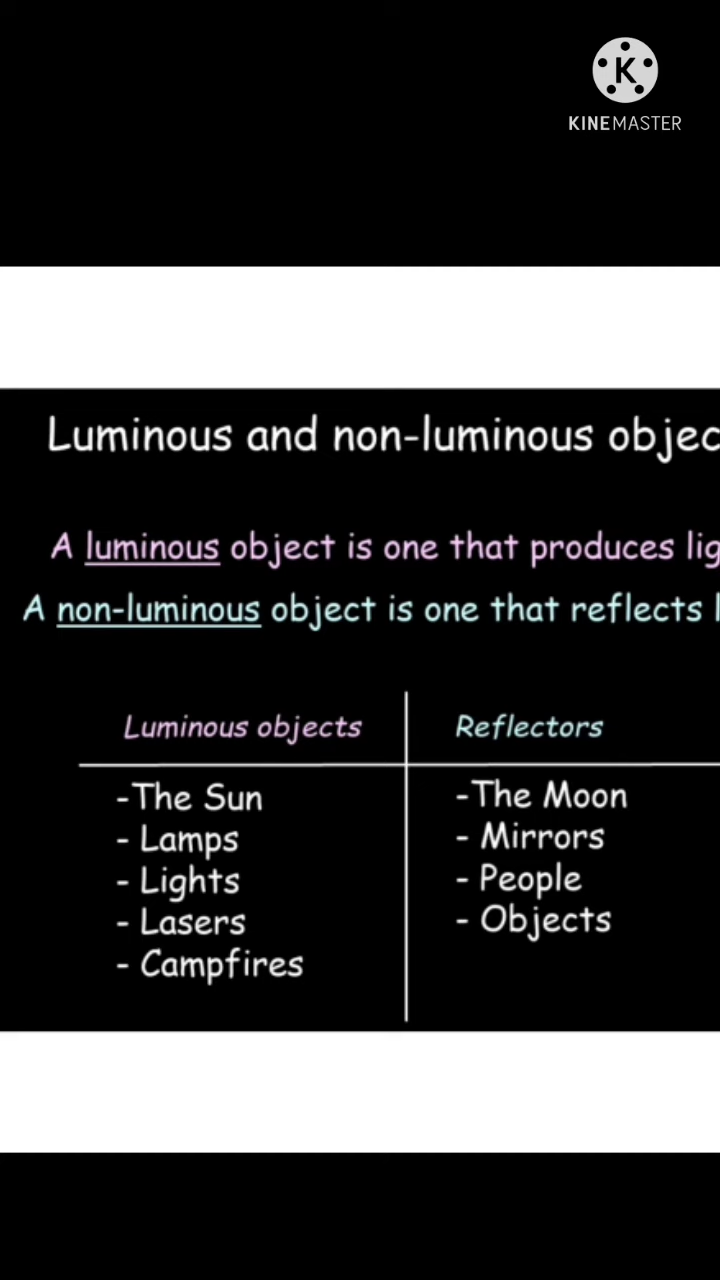 KINEMASTER
Luminous and non-luminous objec
A luminous object is one that produces lig
A non-luminous object is one that reflects l
Luminous objects
Reflectors
-The Sun
- Lamps
- Lights
- Lasers
- Campfires
-The Moon
- Mirrors
- People
- Objects